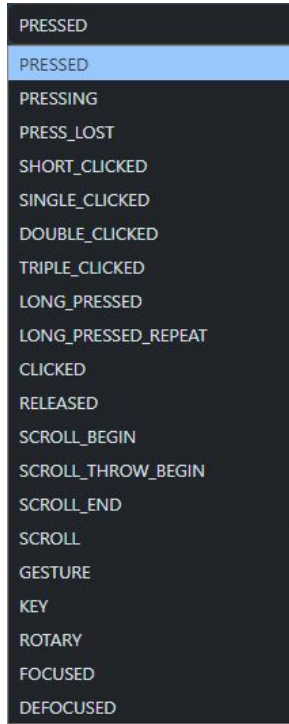 PRESSED
PRESSED
PRESSING
PRESS_LOST
SHORT_CLICKED
SINGLE_CLICKED
DOUBLE_CLICKED
TRIPLE_CLICKED
LONG_PRESSED
LONG_PRESSED_REPEAT
CLICKED
RELEASED
SCROLL_BEGIN
SCROLL_THROW_BEGIN
SCROLL_END
SCROLL
GESTURE
KEY
ROTARY
FOCUSED
DEFOCUSED